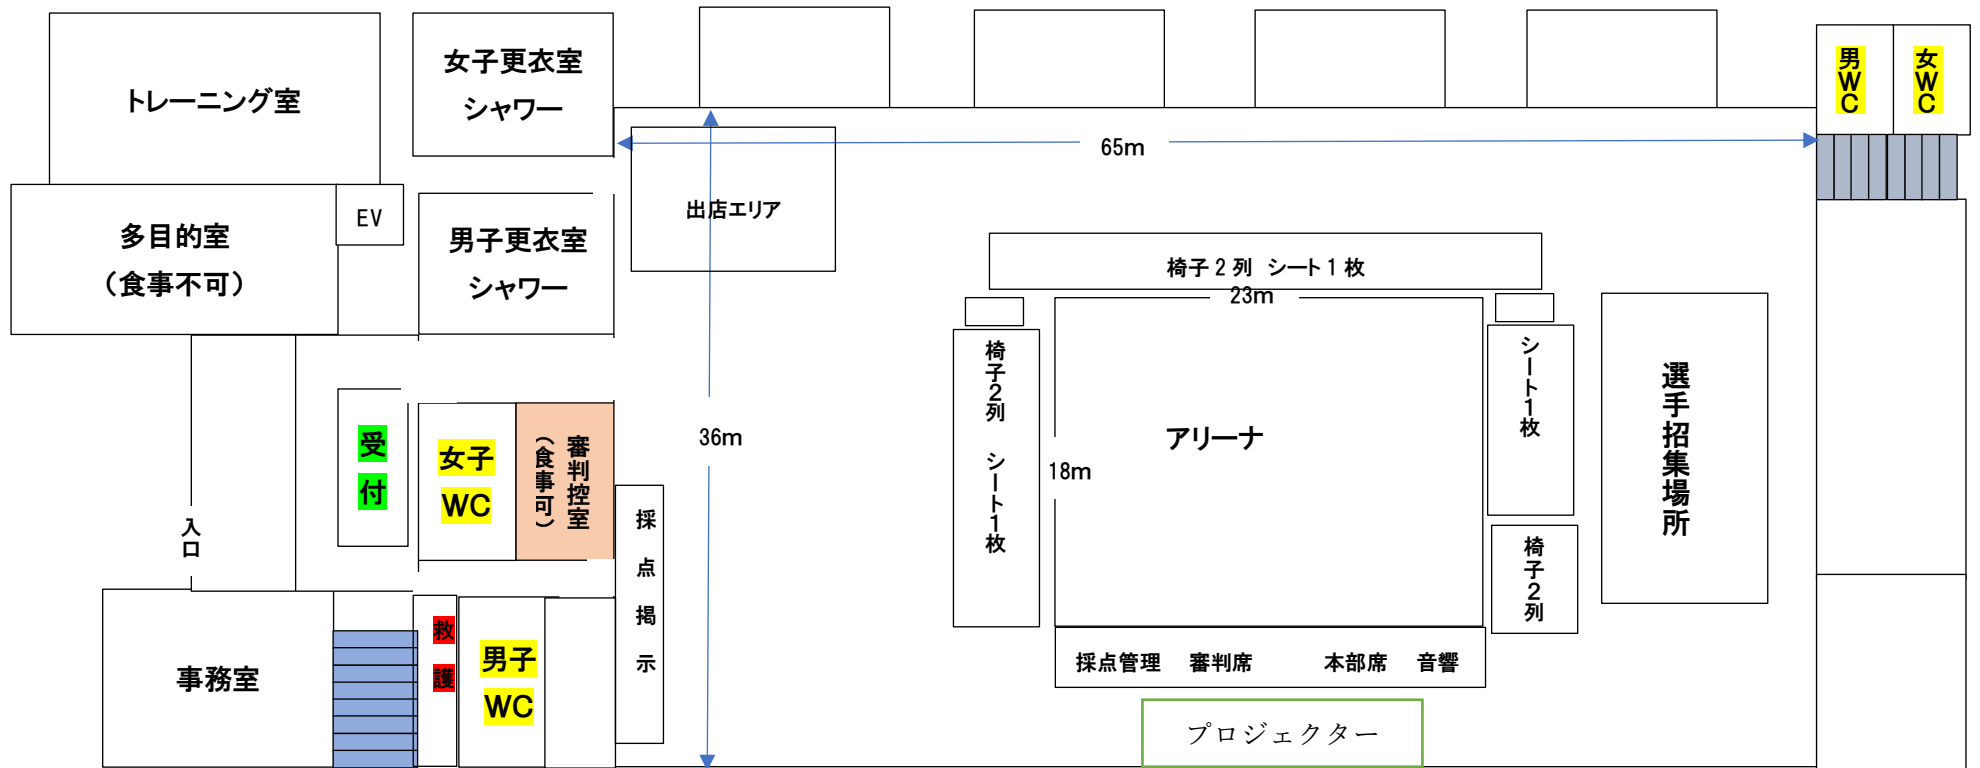 トレーニング室
女子更衣室
シャワー
男WC
女WC
65m
多目的室
（食事不可）
EV
男子更衣室
シャワー
出店エリア
椅子2列 シート1枚
23m
椅子2列 シート1枚
シート1枚
選手招集場所
アリーナ
36m
18m
受付
女子
WC
審判控室
（食事可）
入口
採点掲示
椅子2列
救護
男子
WC
事務室
採点管理 審判席 本部席 音響
プロジェクター